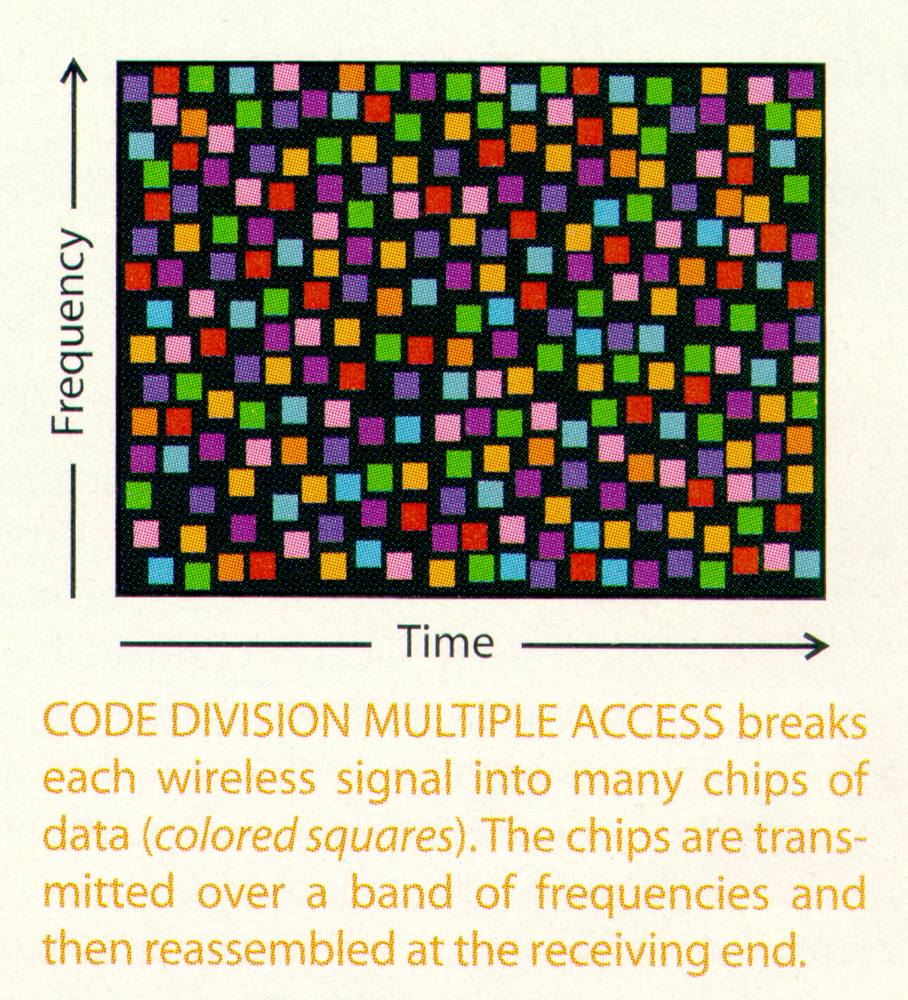 Frequency
Time
CODE DIVISION MULTIPLE ACCESS breaks
each wireless signal into many chips of
data (colored squares). The chips are trans-
mitted over a band of frequencies and
then reassembled at the receiving end.